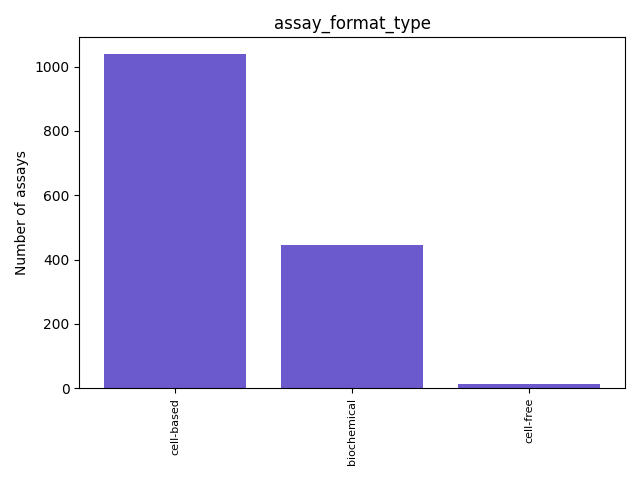 assay_format_type
Number of assays
1000
800
600
400
200
0
cell-based
biochemical
cell-free